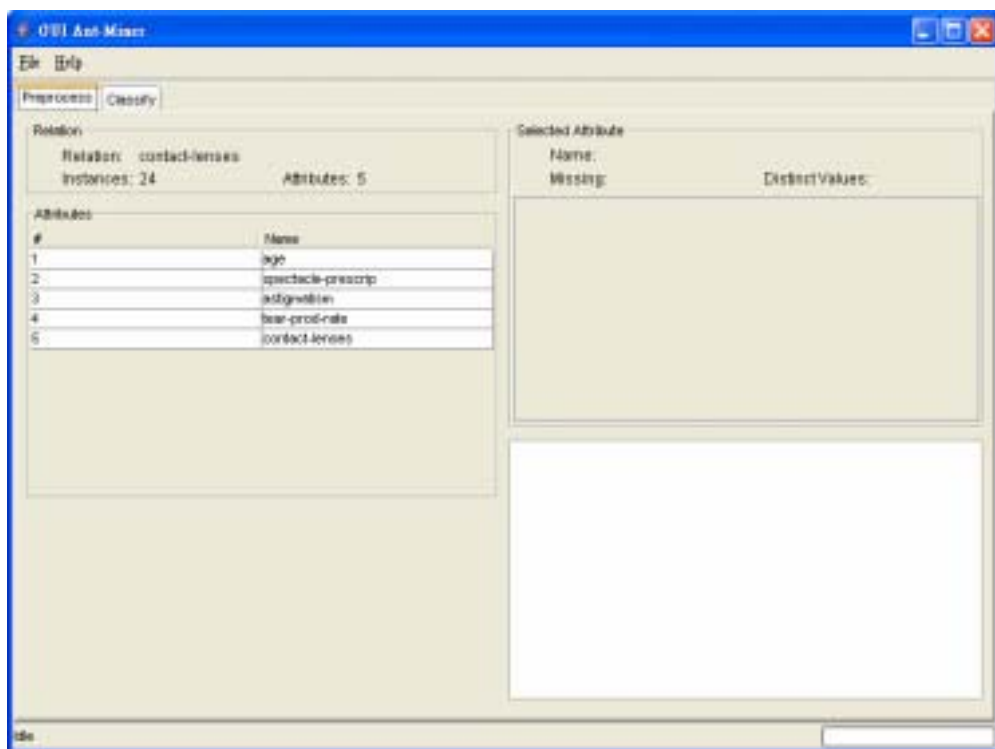 GUI Ant-Miner
File Help
Preprocess Classify
Relation
Relation: contact-lenses
Instances: 24 Attributes: 5
Attributes
# Name
1 age
2 spectacle-prescrip
3 astigmatism
4 tear-prod-rate
5 contact-lenses
Selected Attribute
Name:
Missing: Distinct Values:
Idle